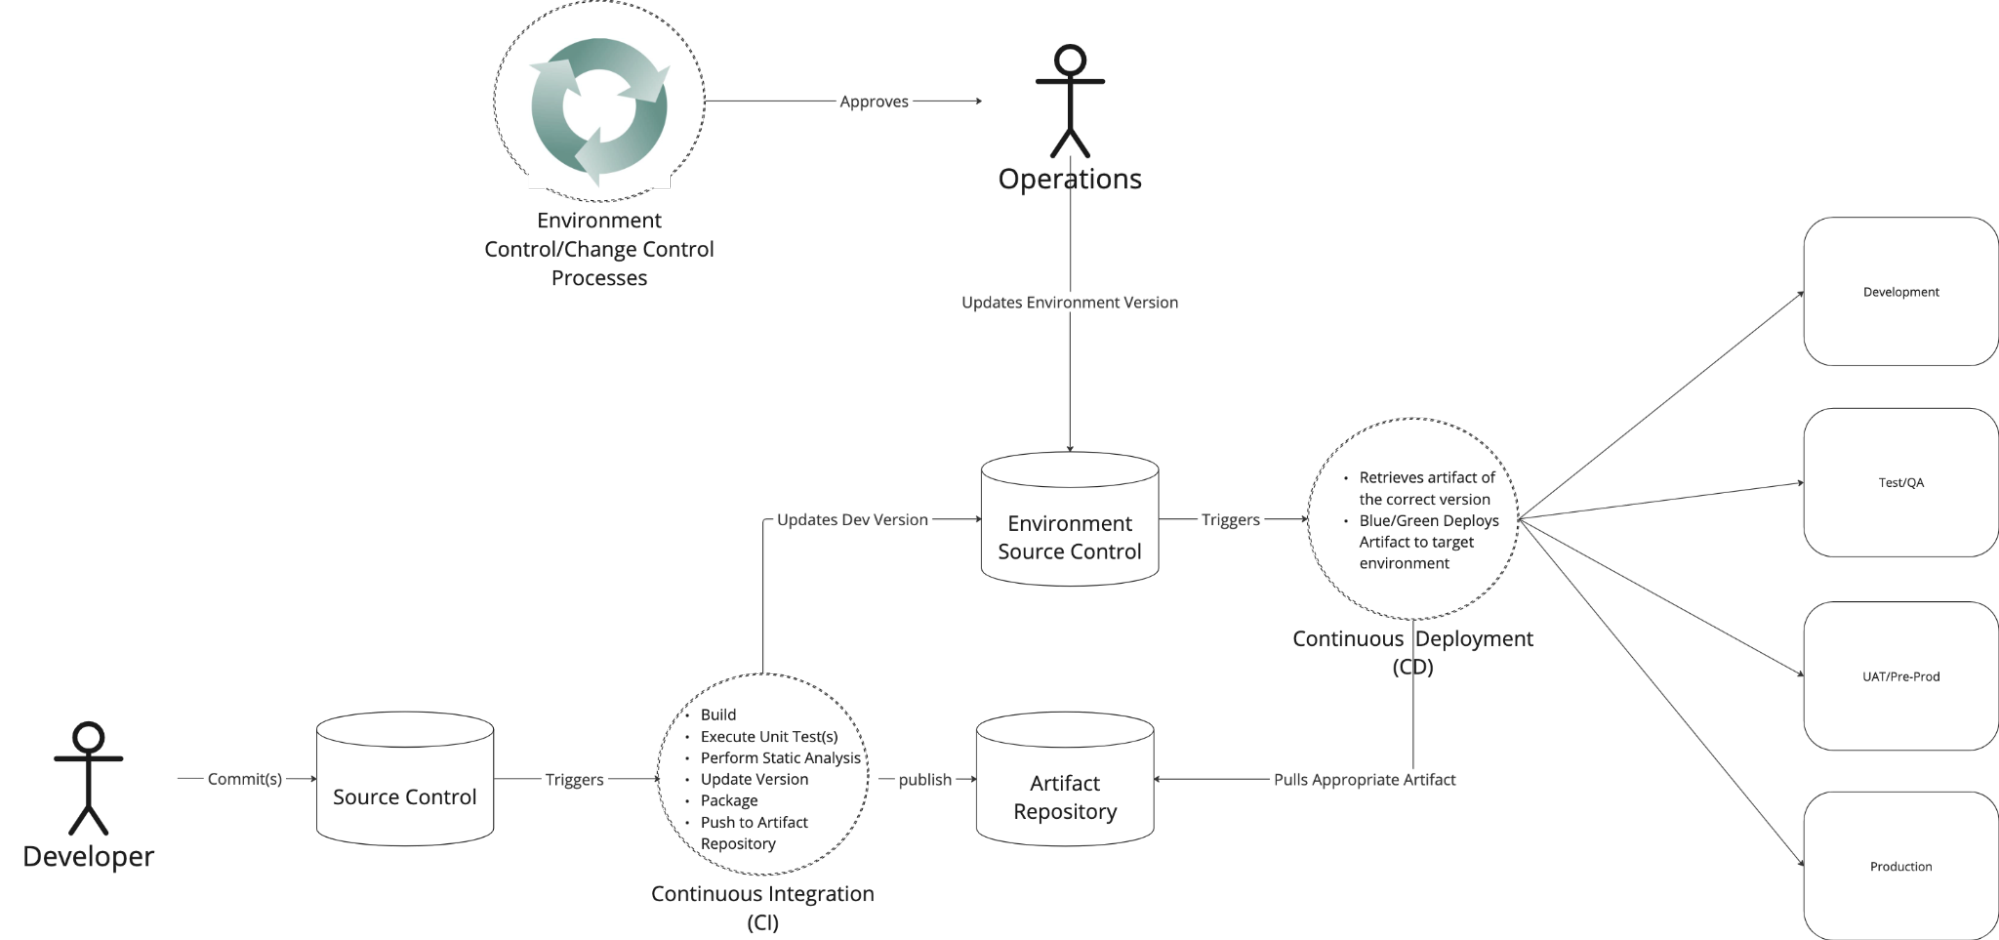 Approves
Operations
Environment
Control/Change Control
Processes
Updates Environment Version
Development
Test/QA
UAT/Pre-Prod
Production
• Retrieves artifact of
the correct version
• Blue/Green Deploys
Artifact to target
environment
Continuous Deployment
(CD)
Updates Dev Version
Environment
Source Control
Triggers
Developer
Commit(s)
Source Control
Triggers
• Build
• Execute Unit Test(s)
• Perform Static Analysis
• Update Version
• Package
• Push to Artifact
Repository
Continuous Integration
(CI)
publish
Artifact
Repository
Pulls Appropriate Artifact